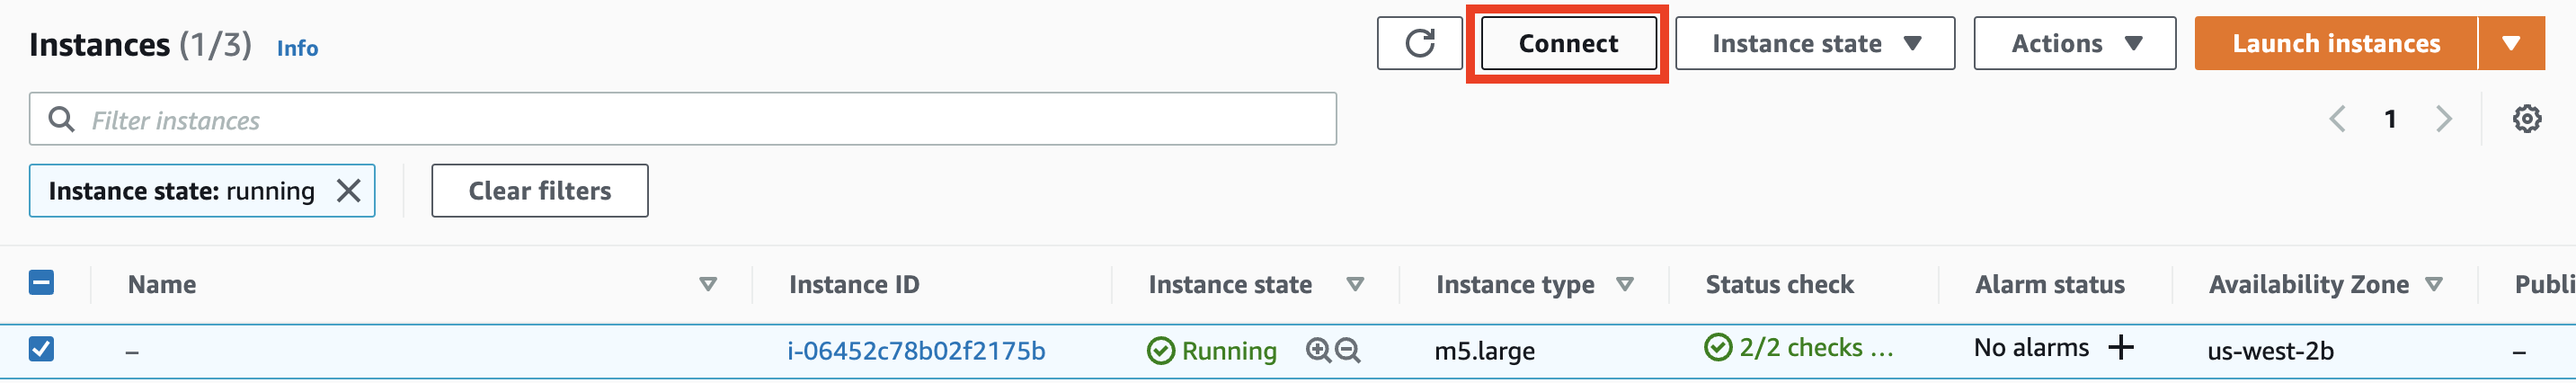 Instances (1/3) Info Connect Instance state Actions Launch instances
Filter instances 1
Instance state: running Clear filters
Name Instance ID Instance state Instance type Status check Alarm status Availability Zone Publi
– i-06452c78b02f2175b Running m5.large 2/2 checks ... No alarms + us-west-2b –